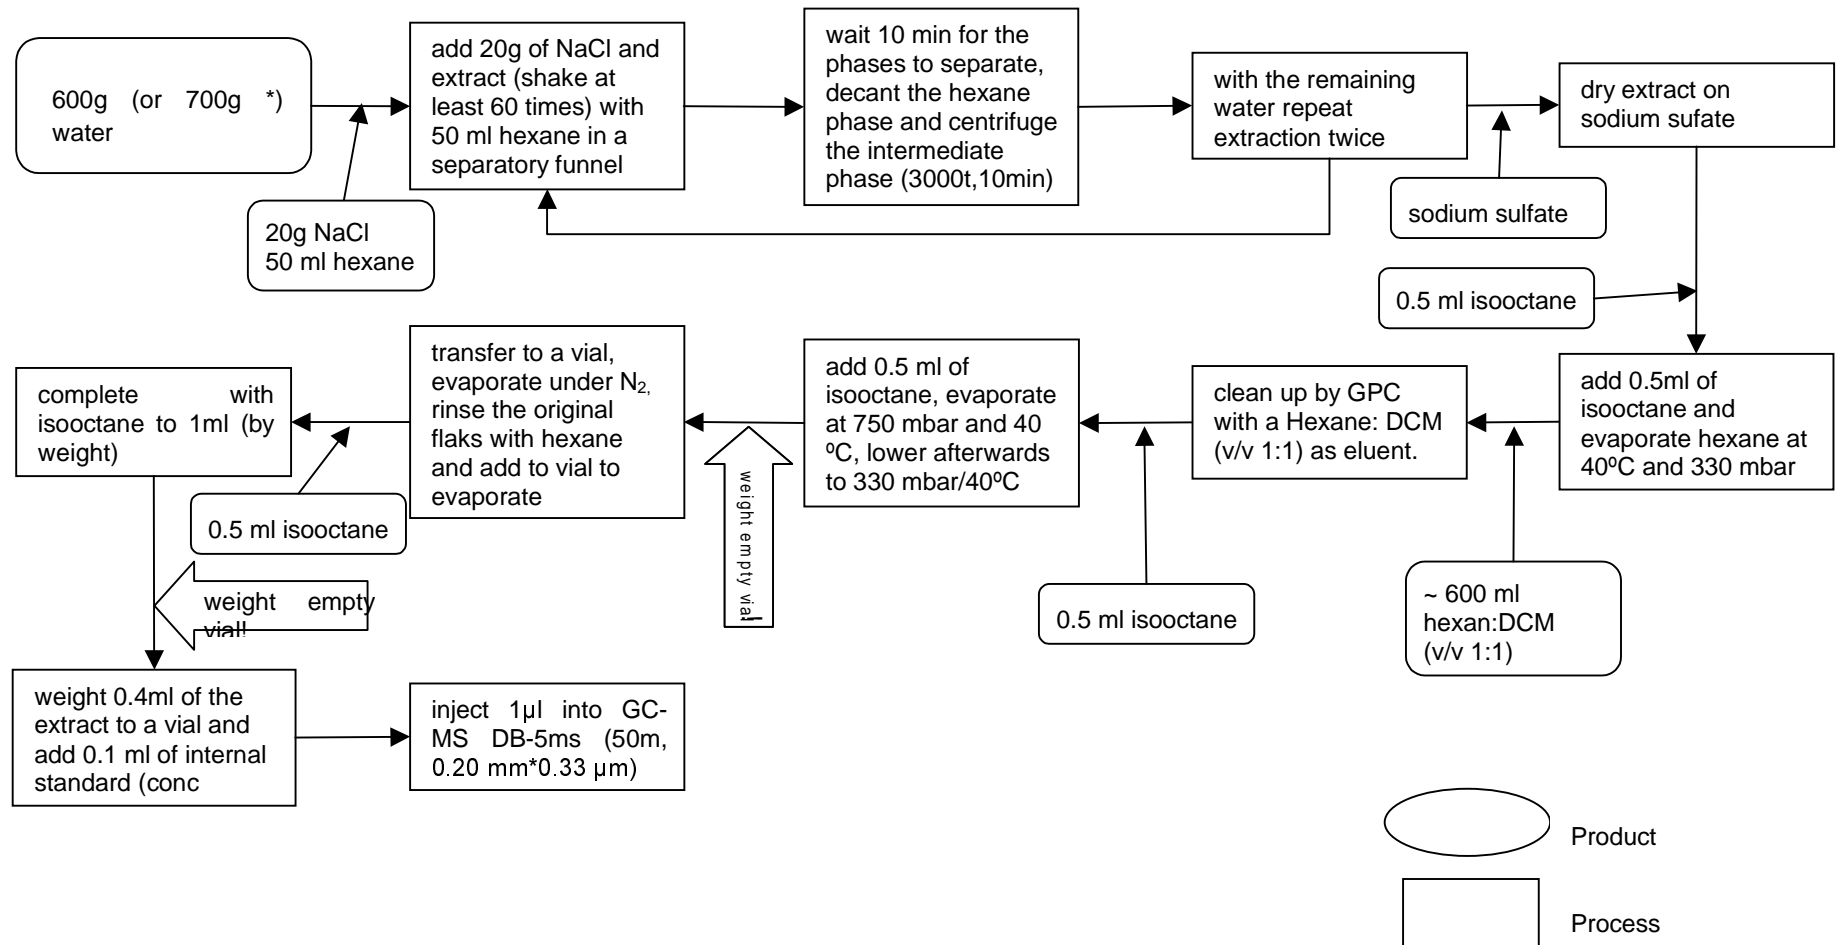 600g (or 700g *)
water
20g NaCl
50 ml hexane
add 20g of NaCl and
extract (shake at
least 60 times) with
50 ml hexane in a
separatory funnel
wait 10 min for the
phases to separate,
decant the hexane
phase and centrifuge
the intermediate
phase (3000t,10min)
with the remaining
water repeat
extraction twice
sodium sulfate
dry extract on
sodium sufate
0.5 ml isooctane
add 0.5ml of
isooctane and
evaporate hexane at
40ºC and 330 mbar
~ 600 ml
hexan:DCM
(v/v 1:1)
clean up by GPC
with a Hexane: DCM
(v/v 1:1) as eluent.
0.5 ml isooctane
add 0.5 ml of
isooctane, evaporate
at 750 mbar and 40
ºC, lower afterwards
to 330 mbar/40ºC
weight empty vial!
transfer to a vial,
evaporate under N2,
rinse the original
flaks with hexane
and add to vial to
evaporate
0.5 ml isooctane
complete with
isooctane to 1ml (by
weight)
weight empty
vial!
weight 0.4ml of the
extract to a vial and
add 0.1 ml of internal
standard (conc
inject 1µl into GC-
MS DB-5ms (50m,
0.20 mm*0.33 µm)
Product
Process